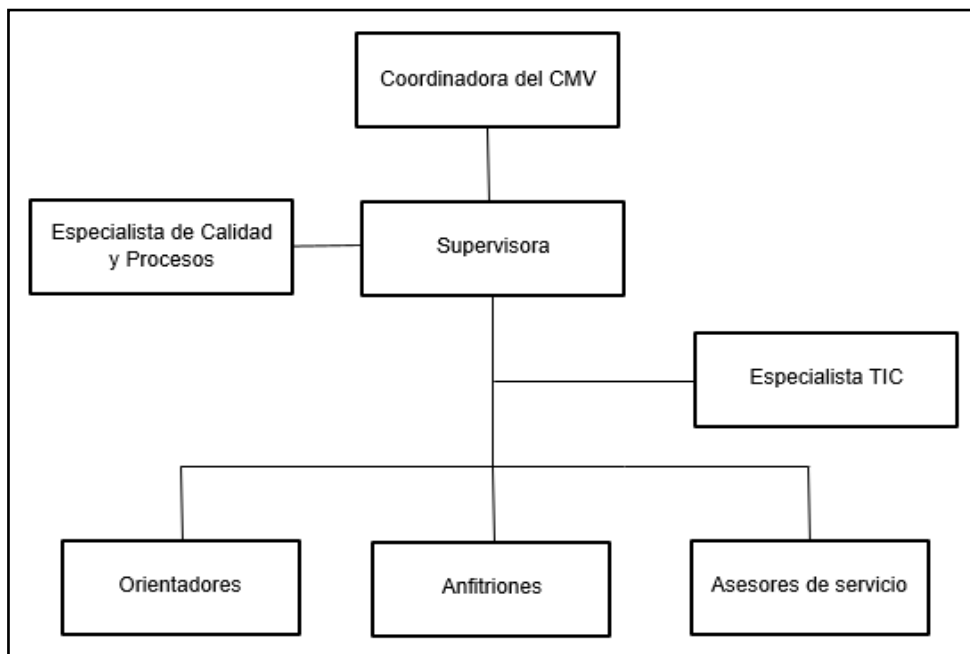 Coordinadora del CMV
Especialista de Calidad
y Procesos
Supervisora
Especialista TIC
Orientadores
Anfitriones
Asesores de servicio